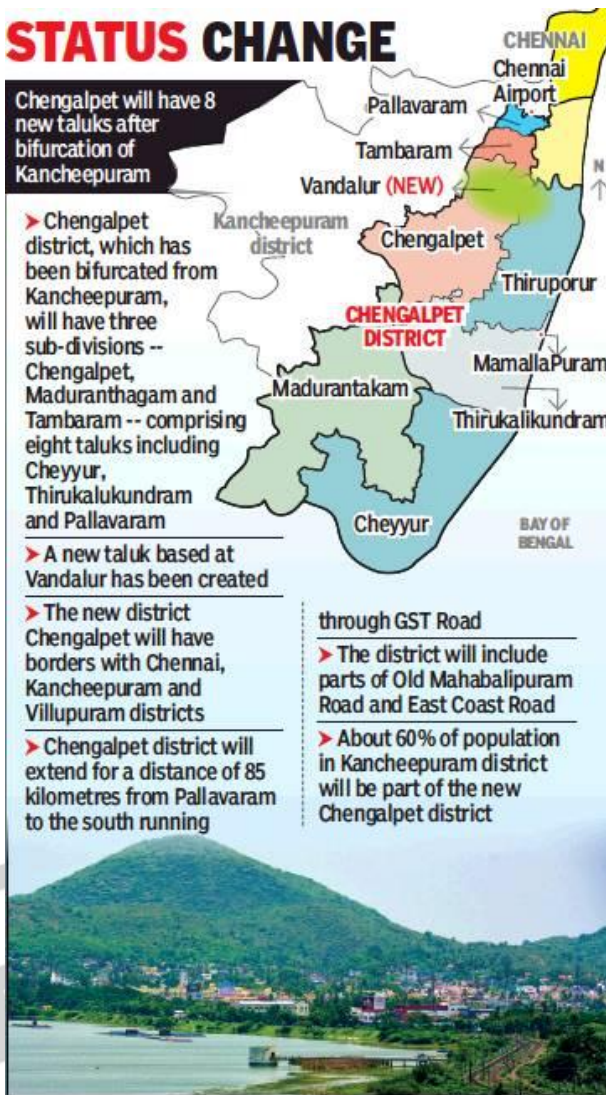 STATUS CHANGE
Chengalpet will have 8
new taluks after
bifurcation of
Kancheepuram
CHENNAI
Chennai
Airport
Pallavaram
Tambaram
Vandalur (NEW)
N
Kancheepuram
district
Chengalpet
Thiruporur
CHENGALPET
DISTRICT
MamallaPuram
Madurantakam
Thirukalikundram
Cheyyur
BAY OF
BENGAL
➤ Chengalpet
district, which has
been bifurcated from
Kancheepuram,
will have three
sub-divisions --
Chengalpet,
Maduranthagam and
Tambaram -- comprising
eight taluks including
Cheyyur,
Thirukalukundram
and Pallavaram
➤ A new taluk based at
Vandalur has been created
➤ The new district
Chengalpet will have
borders with Chennai,
Kancheepuram and
Villupuram districts
➤ Chengalpet district will
extend for a distance of 85
kilometres from Pallavaram
to the south running
through GST Road
➤ The district will include
parts of Old Mahabalipuram
Road and East Coast Road
➤ About 60% of population
in Kancheepuram district
will be part of the new
Chengalpet district